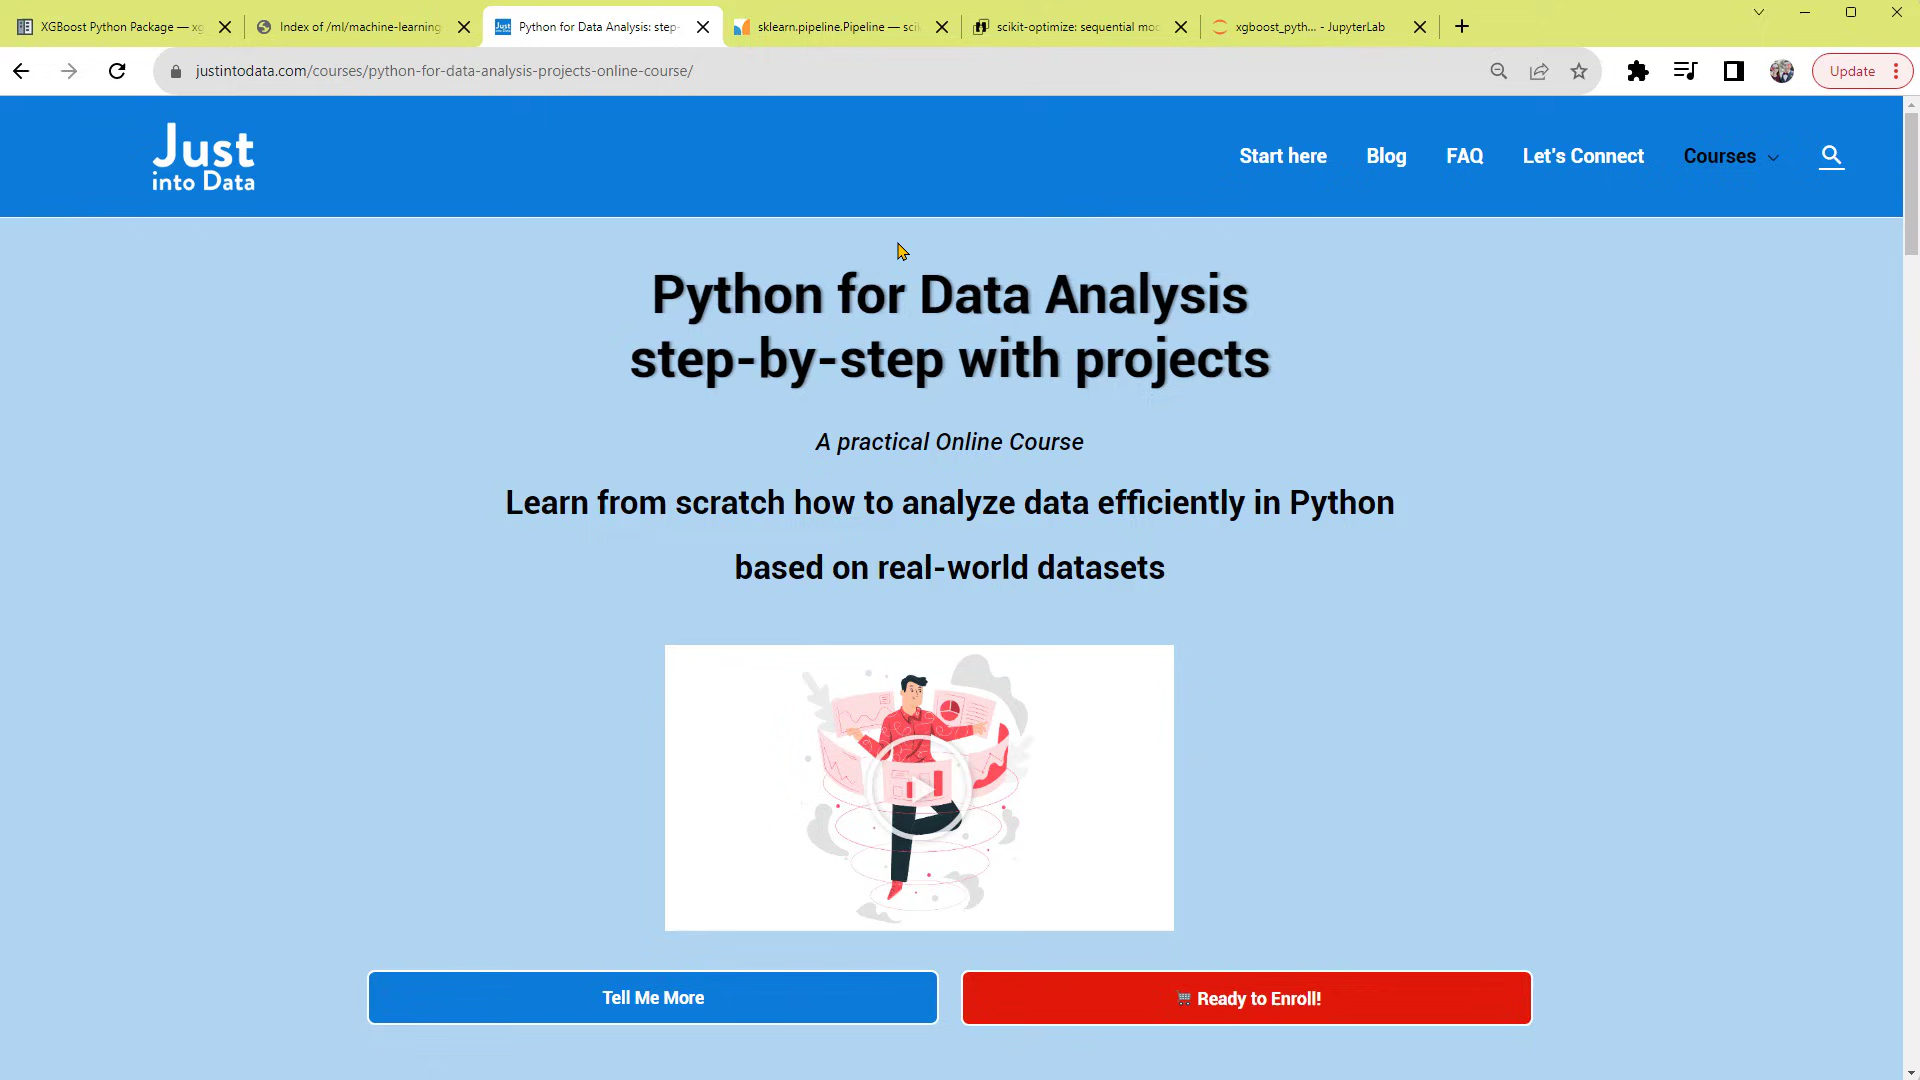 XGBoost Python Package — xg
Index of /ml/machine-learning
Python for Data Analysis: step-
sklearn.pipeline.Pipeline — sci
scikit-optimize: sequential mod
xgboost_pyth... - JupyterLab
justintodata.com/courses/python-for-data-analysis-projects-online-course/
Update
Just
into Data
Start here
Blog
FAQ
Let's Connect
Courses
Python for Data Analysis
step-by-step with projects
A practical Online Course
Learn from scratch how to analyze data efficiently in Python
based on real-world datasets
Tell Me More
Ready to Enroll!